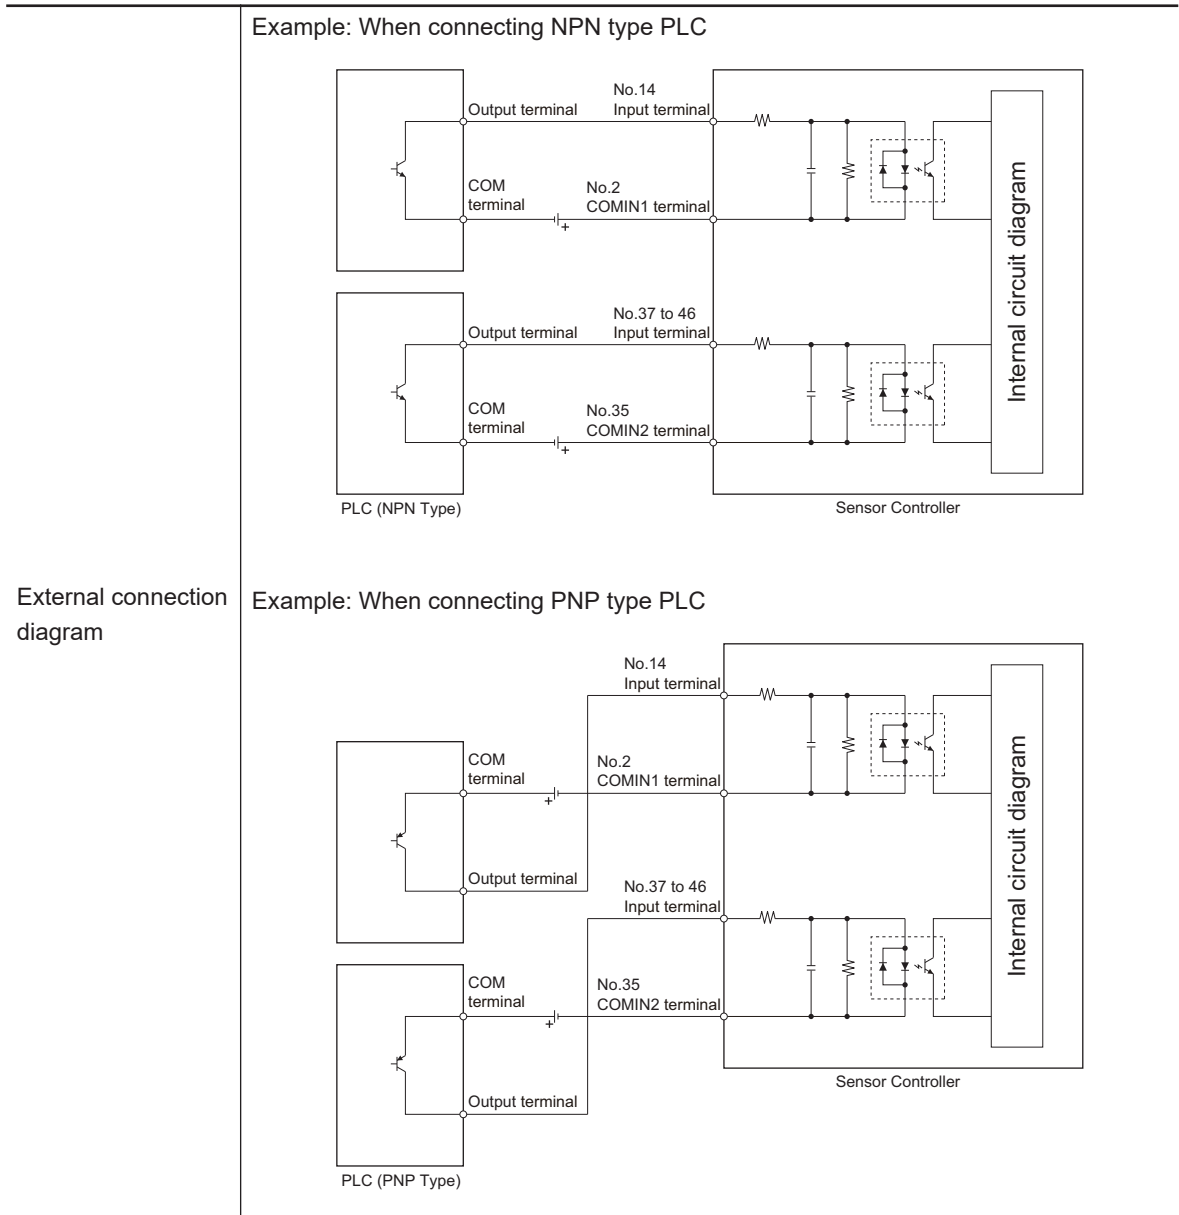 Example: When connecting NPN type PLC
No.14
Output terminal
Input terminal
COM
terminal
No.2
COMIN1 terminal
+
No.37 to 46
Output terminal
Input terminal
COM
terminal
No.35
COMIN2 terminal
+
Internal circuit diagram
PLC (NPN Type)
Sensor Controller
External connection
diagram
Example: When connecting PNP type PLC
No.14
Input terminal
COM
terminal
No.2
COMIN1 terminal
+
Output terminal
No.37 to 46
Input terminal
COM
terminal
No.35
COMIN2 terminal
+
Output terminal
Internal circuit diagram
Sensor Controller
PLC (PNP Type)